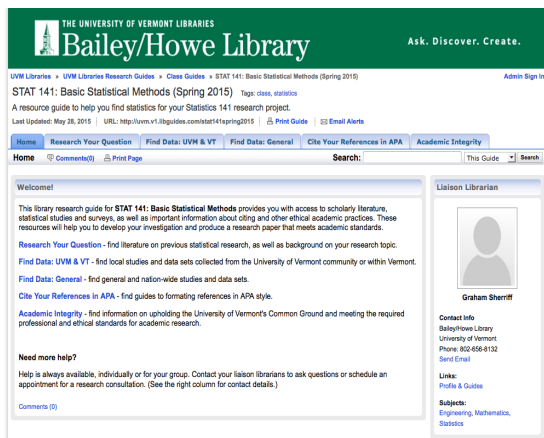 THE UNIVERSITY OF VERMONT LIBRARIES
Bailey/Howe Library
Ask. Discover. Create.
UVM Libraries » UVM Libraries Research Guides » Class Guides » STAT 141: Basic Statistical Methods (Spring 2015)
Admin Sign In
STAT 141: Basic Statistical Methods (Spring 2015) Tags: class, statistics
A resource guide to help you find statistics for your Statistics 141 research project.
Last Updated: May 28, 2015 URL: http://uvm.v1.libguides.com/stat141spring2015 Print Guide Email Alerts
Home Research Your Question Find Data: UVM & VT Find Data: General Cite Your References in APA Academic Integrity
Home Comments(0) Print Page Search: This Guide Search
Welcome!
This library research guide for STAT 141: Basic Statistical Methods provides you with access to scholarly literature,
statistical studies and surveys, as well as important information about citing and other ethical academic practices. These
resources will help you to develop your investigation and produce a research paper that meets academic standards.
Research Your Question - find literature on previous statistical research, as well as background on your research topic.
Find Data: UVM & VT - find local studies and data sets collected from the University of Vermont community or within Vermont.
Find Data: General - find general and nation-wide studies and data sets.
Cite Your References in APA - find guides to formating references in APA style.
Academic Integrity - find information on upholding the University of Vermont's Common Ground and meeting the required
professional and ethical standards for academic research.
Need more help?
Help is always available, individually or for your group. Contact your liaison librarians to ask questions or schedule an
appointment for a research consultation. (See the right column for contact details.)
Comments (0)
Liaison Librarian
Graham Sherriff
Contact Info
Bailey/Howe Library
University of Vermont
Phone: 802-656-8132
Send Email
Links:
Profile & Guides
Subjects:
Engineering, Mathematics,
Statistics